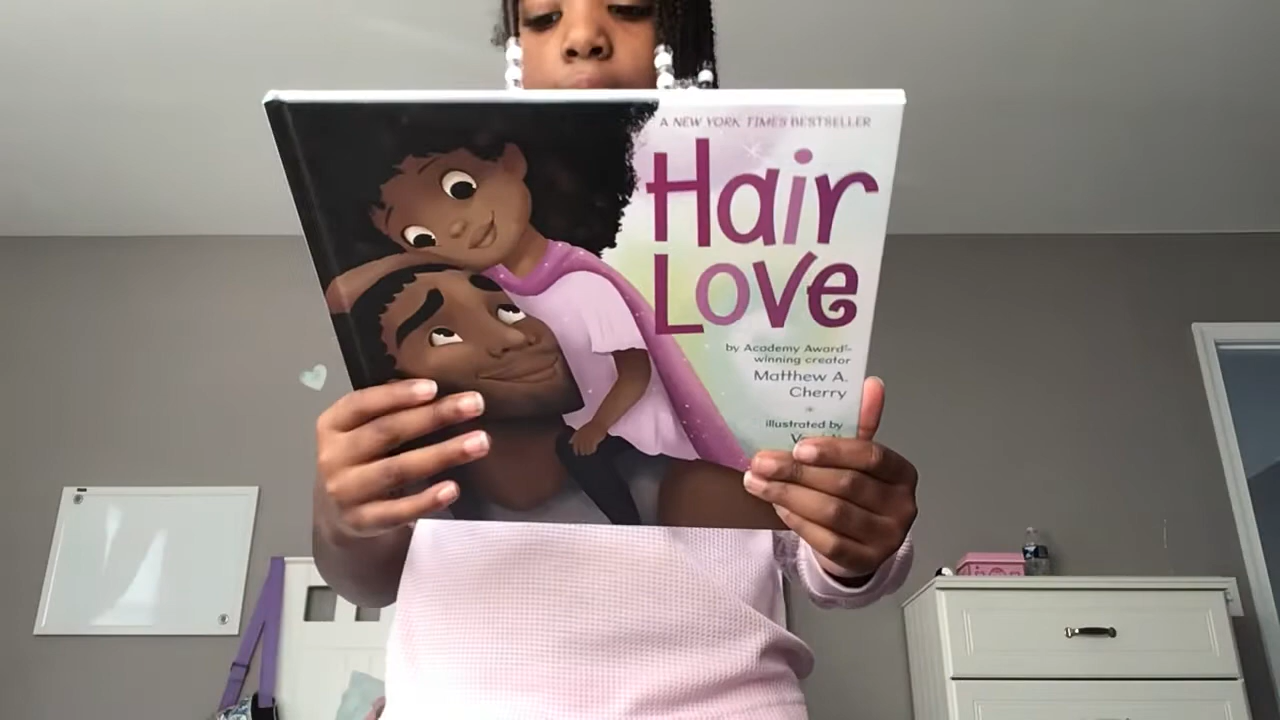 A NEW YORK TIMES BESTSELLER
Hair
Love
by Academy Award®-
winning creator
Matthew A.
Cherry
illustrated by